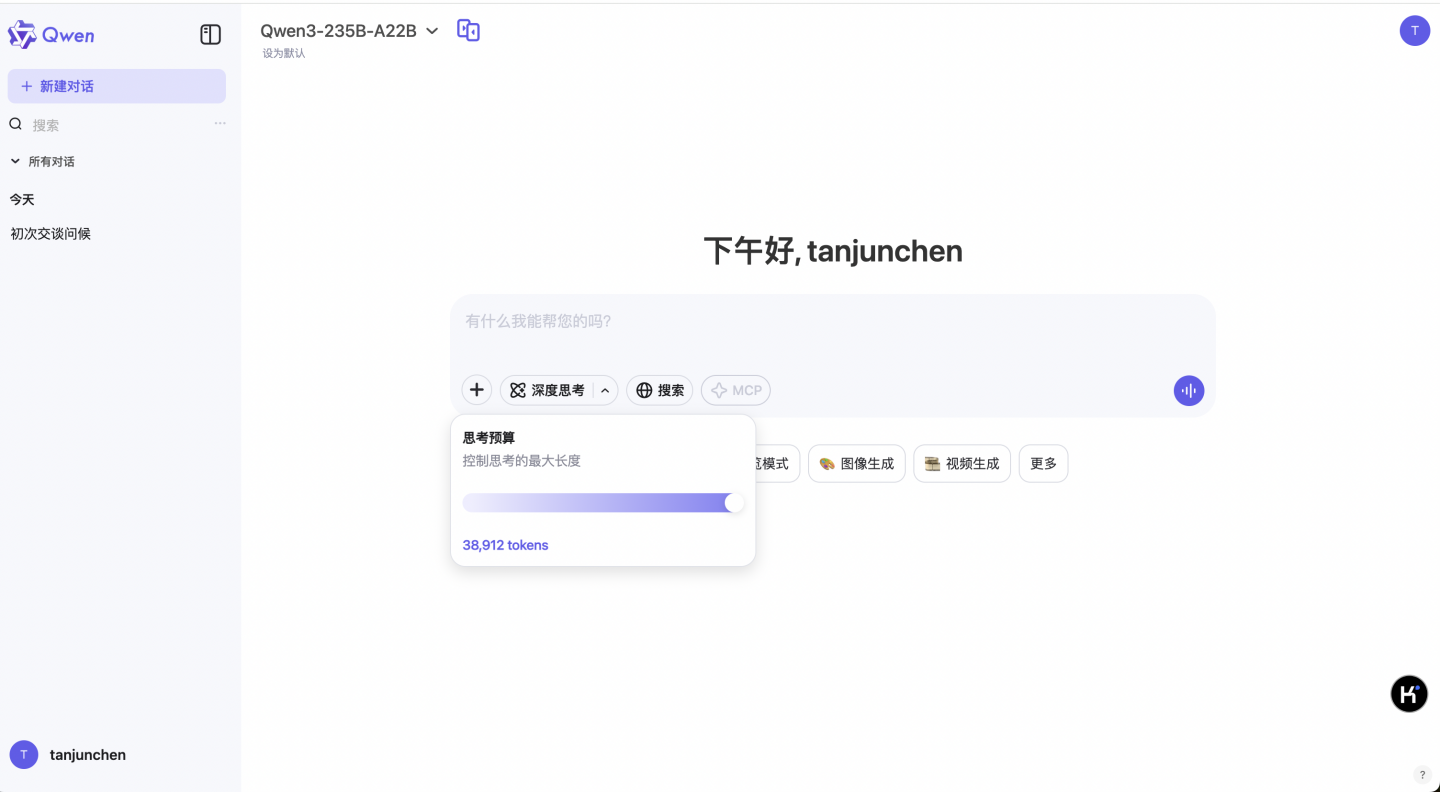 Qwen
新建对话
搜索
所有对话
今天
初次交谈问候
T
tanjunchen
Qwen3-235B-A22B
设为默认
T
下午好, tanjunchen
有什么我能帮您的吗?
深度思考
搜索
MCP
思考预算
控制思考的最大长度
38,912 tokens
模式
图像生成
视频生成
更多
K
?